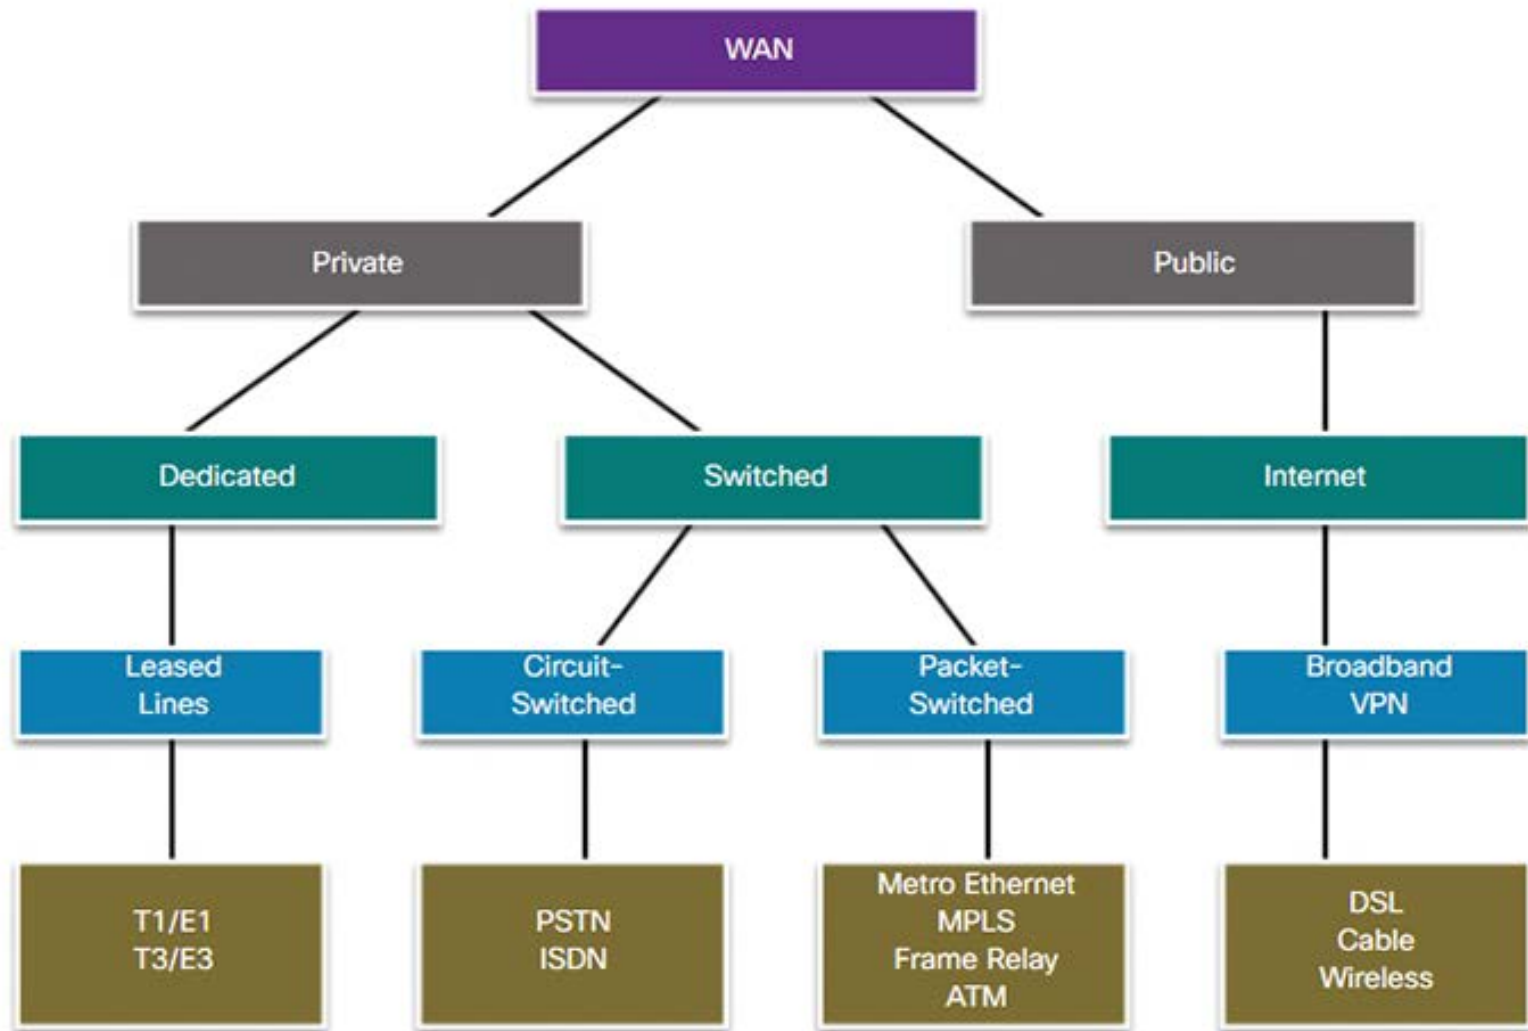 WAN
Private
Public
Dedicated
Switched
Internet
Leased
Lines
Circuit-
Switched
Packet-
Switched
Broadband
VPN
T1/E1
T3/E3
PSTN
ISDN
Metro Ethernet
MPLS
Frame Relay
ATM
DSL
Cable
Wireless